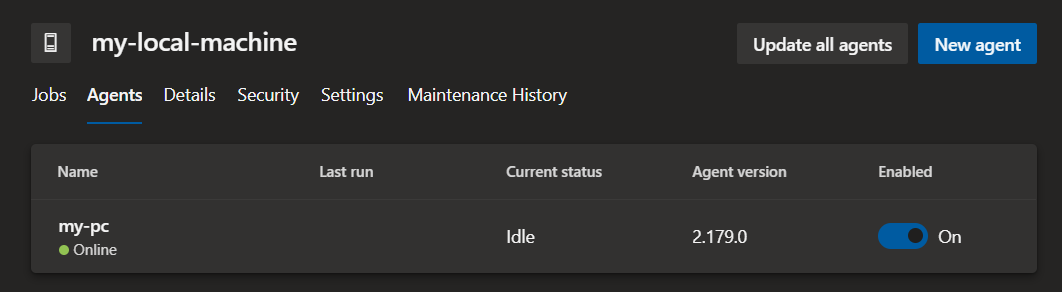 my-local-machine
Update all agents
New agent
Jobs Agents Details Security Settings Maintenance History
Name Last run Current status Agent version Enabled
my-pc
Online
Idle
2.179.0
On